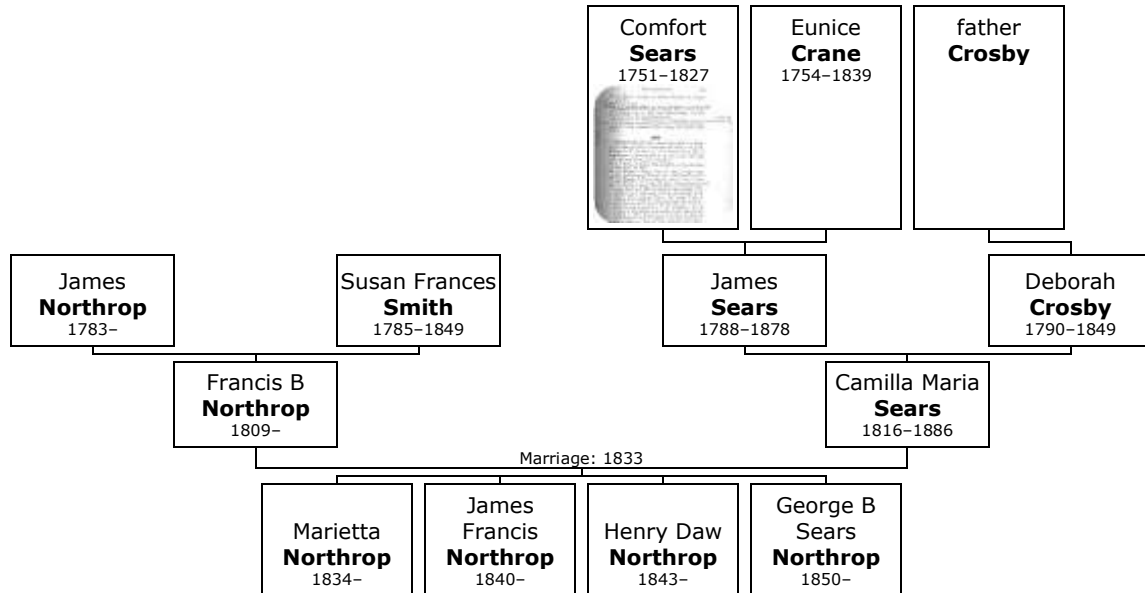 Comfort
Sears
1751–1827
Eunice
Crane
1754–1839
father
Crosby
James
Northrop
1783–
Susan Frances
Smith
1785–1849
James
Sears
1788–1878
Deborah
Crosby
1790–1849
Francis B
Northrop
1809–
Camilla Maria
Sears
1816–1886
Marriage: 1833
Marietta
Northrop
1834–
James
Francis
Northrop
1840–
Henry Daw
Northrop
1843–
George B
Sears
Northrop
1850–